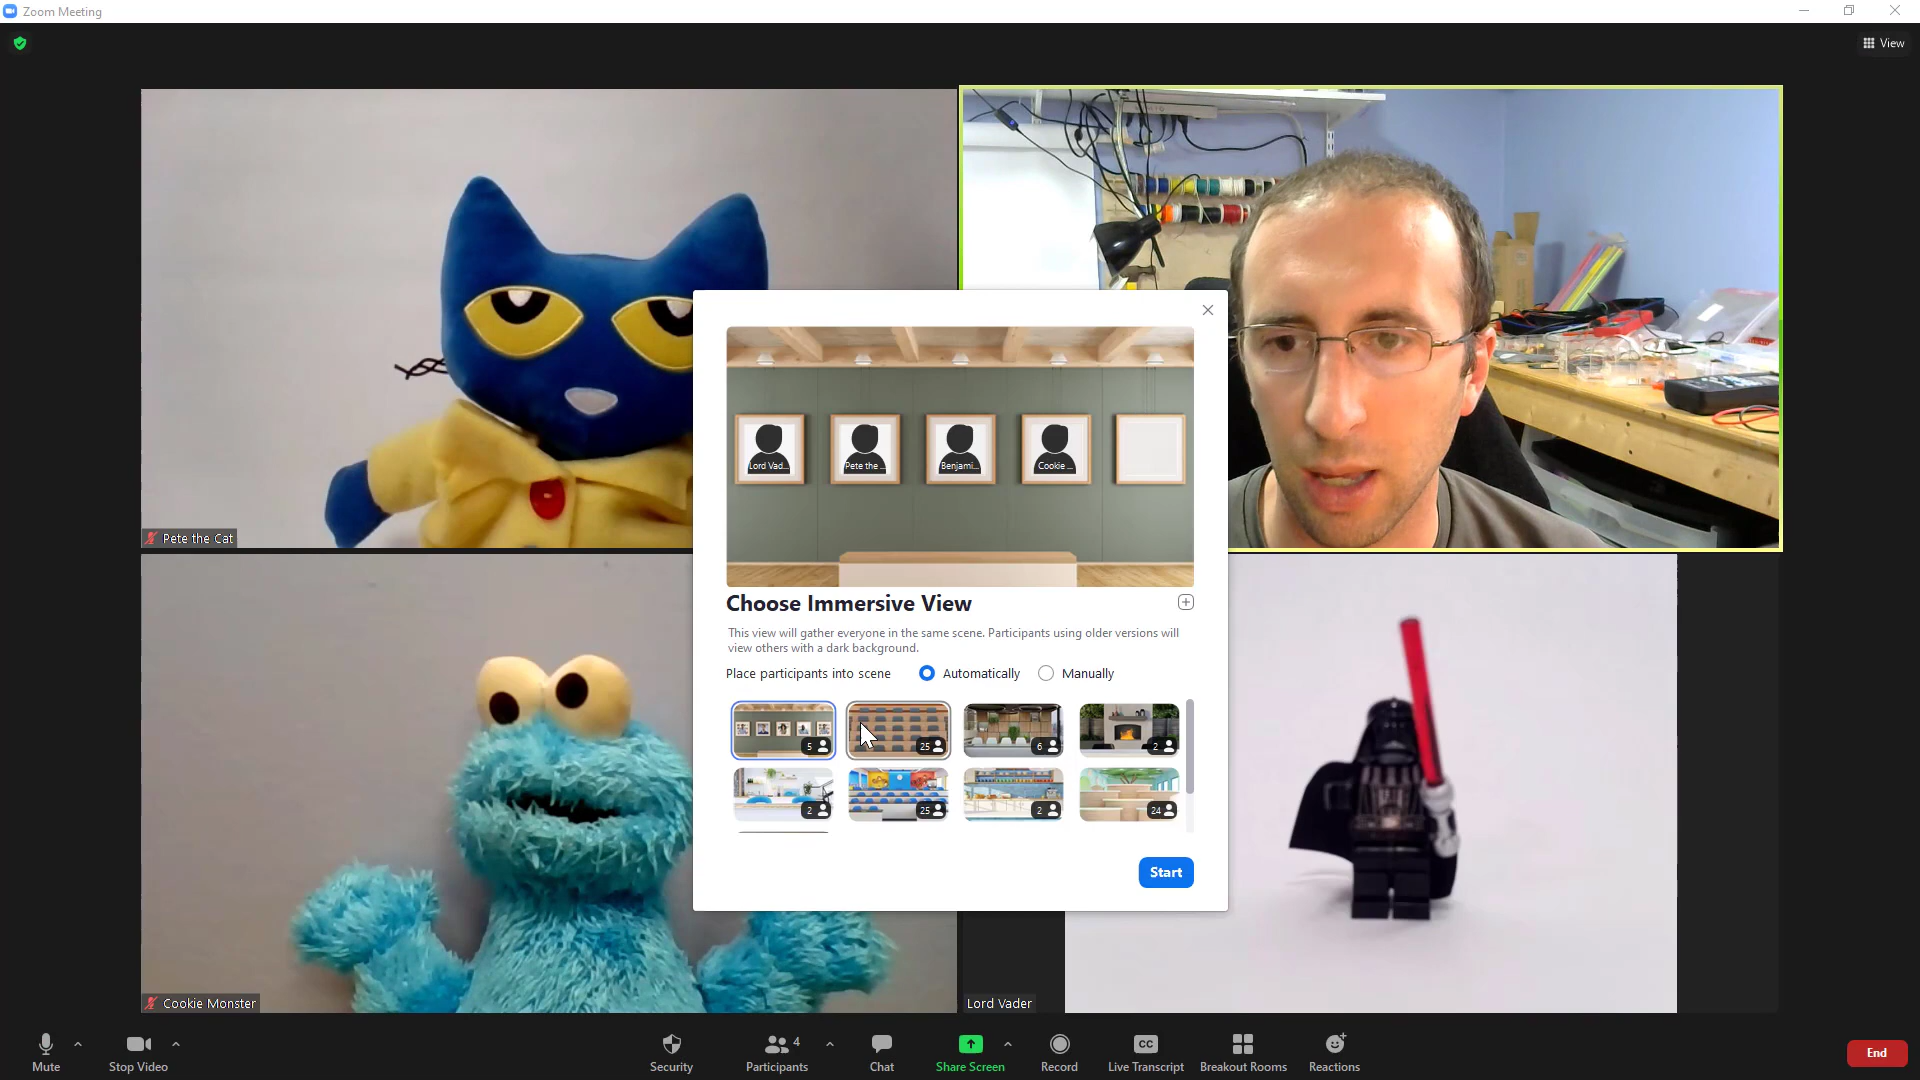 Zoom Meeting
View
Pete the Cat
Lord Vad...
Pete the ...
Benjami...
Cookie ...
Choose Immersive View
This view will gather everyone in the same scene. Participants using older versions will
view others with a dark background.
Place participants into scene
Automatically
Manually
5
25
6
2
2
25
2
24
Start
Cookie Monster
Lord Vader
Mute
Stop Video
Security
4
Participants
Chat
Share Screen
Record
CC
Live Transcript
Breakout Rooms
Reactions
End